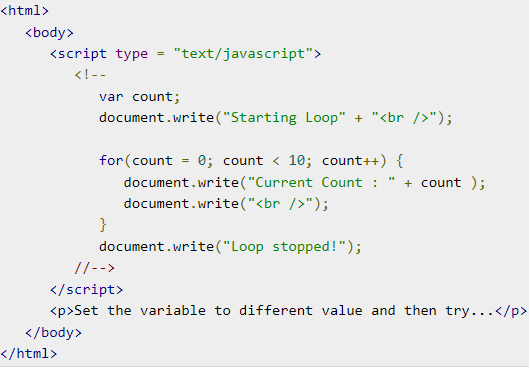 <html>
<body>
<script type = "text/javascript">
<!--
var count;
document.write("Starting Loop" + "<br />");
for(count = 0; count < 10; count++) {
document.write("Current Count : " + count );
document.write("<br />");
}
document.write("Loop stopped!");
//-->
</script>
<p>Set the variable to different value and then try...</p>
</body>
</html>